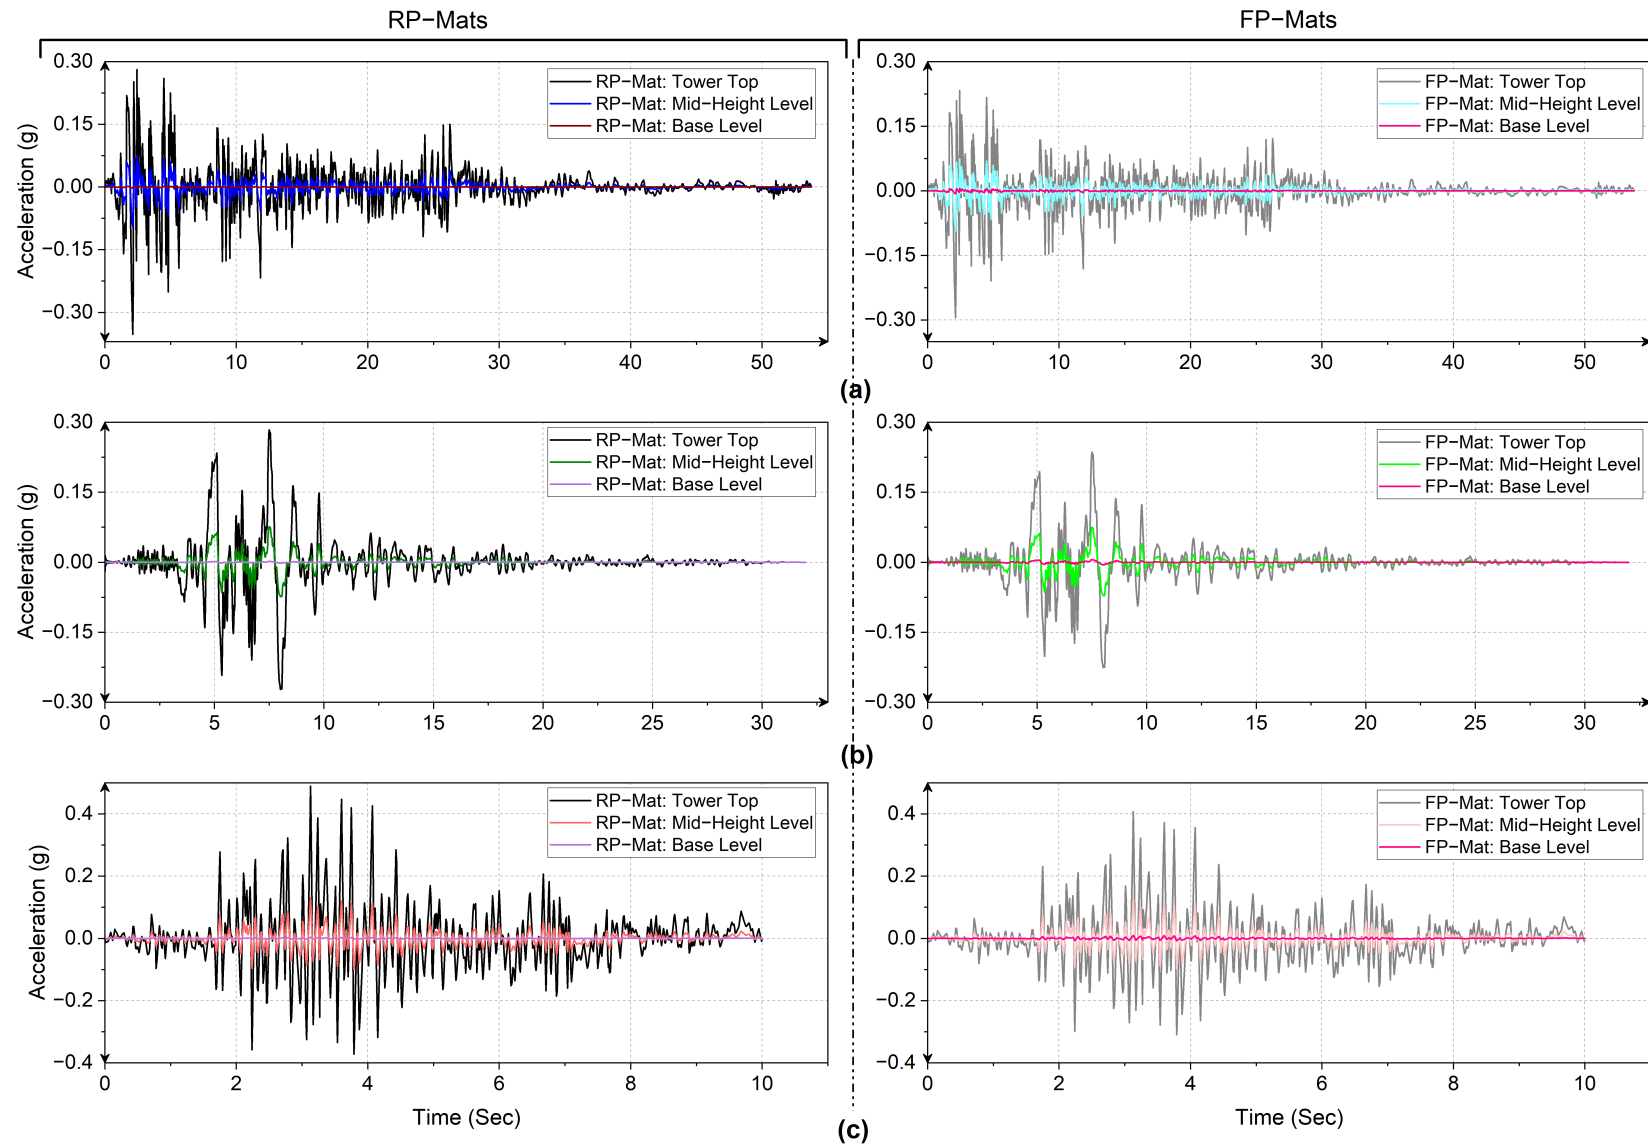 RP−Mats
FP−Mats
0.30
0.15
0.00
−0.15
−0.30
Acceleration (g)
RP−Mat: Tower Top
RP−Mat: Mid−Height Level
RP−Mat: Base Level
0 10 20 30 40 50
0.30
0.15
0.00
−0.15
−0.30
FP−Mat: Tower Top
FP−Mat: Mid−Height Level
FP−Mat: Base Level
0 10 20 30 40 50
(a)
0.30
0.15
0.00
−0.15
−0.30
Acceleration (g)
RP−Mat: Tower Top
RP−Mat: Mid−Height Level
RP−Mat: Base Level
0 5 10 15 20 25 30
0.30
0.15
0.00
−0.15
−0.30
FP−Mat: Tower Top
FP−Mat: Mid−Height Level
FP−Mat: Base Level
0 5 10 15 20 25 30
(b)
0.4
0.2
0.0
−0.2
−0.4
Acceleration (g)
RP−Mat: Tower Top
RP−Mat: Mid−Height Level
RP−Mat: Base Level
0 2 4 6 8 10
Time (Sec)
0.4
0.2
0.0
−0.2
−0.4
FP−Mat: Tower Top
FP−Mat: Mid−Height Level
FP−Mat: Base Level
0 2 4 6 8 10
Time (Sec)
(c)